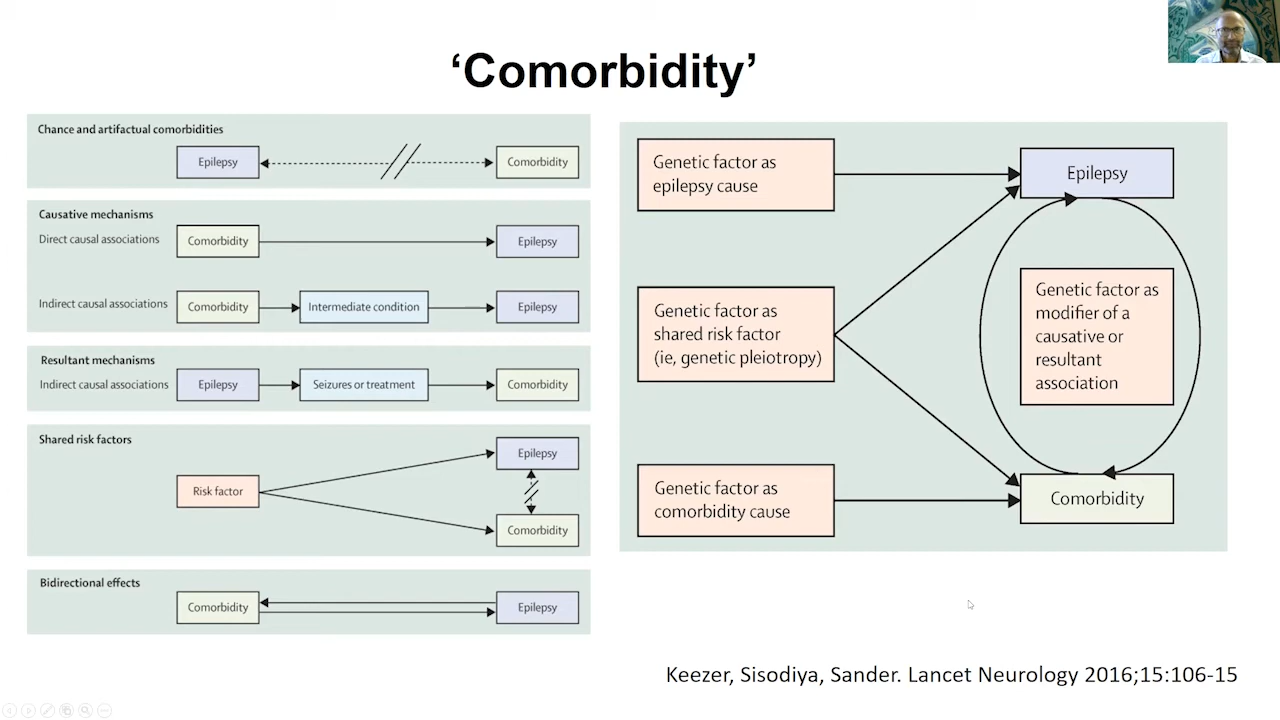 ‘Comorbidity’
Chance and artifactual comorbidities
Epilepsy
Comorbidity
Causative mechanisms
Direct causal associations
Comorbidity
Epilepsy
Indirect causal associations
Comorbidity
Intermediate condition
Epilepsy
Resultant mechanisms
Indirect causal associations
Epilepsy
Seizures or treatment
Comorbidity
Shared risk factors
Risk factor
Epilepsy
Comorbidity
Bidirectional effects
Comorbidity
Epilepsy
Genetic factor as
epilepsy cause
Genetic factor as
shared risk factor
(ie, genetic pleiotropy)
Genetic factor as
comorbidity cause
Epilepsy
Genetic factor as
modifier of a
causative or
resultant
association
Comorbidity
Keezer, Sisodiya, Sander. Lancet Neurology 2016;15:106-15